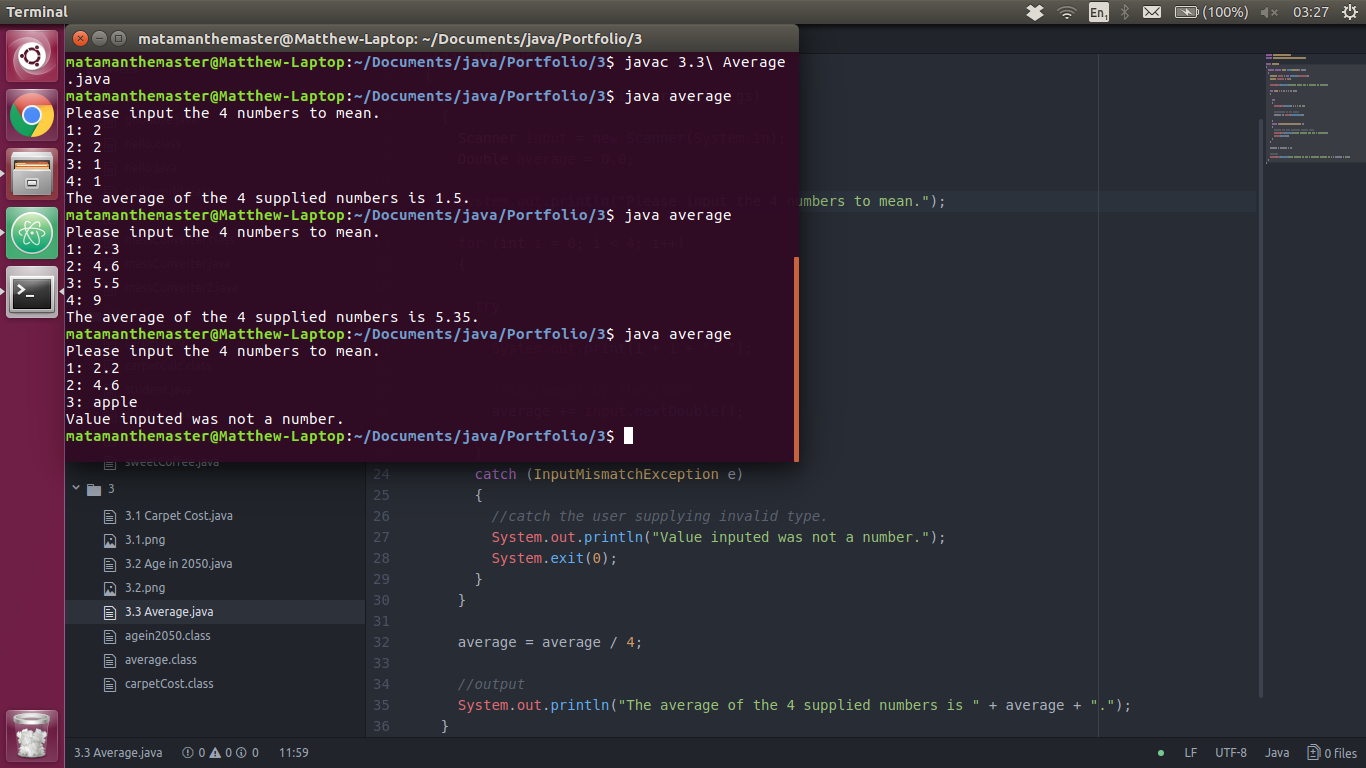 Terminal
En1
(100%)
03:27
matamanthemaster@Matthew-Laptop: ~/Documents/java/Portfolio/3
matamanthemaster@Matthew-Laptop:~/Documents/java/Portfolio/3$ javac 3.3\ Average
.java
matamanthemaster@Matthew-Laptop:~/Documents/java/Portfolio/3$ java average
Please input the 4 numbers to mean.
1: 2
2: 2
3: 1
4: 1
The average of the 4 supplied numbers is 1.5.
matamanthemaster@Matthew-Laptop:~/Documents/java/Portfolio/3$ java average
Please input the 4 numbers to mean.
1: 2.3
2: 4.6
3: 5.5
4: 9
The average of the 4 supplied numbers is 5.35.
matamanthemaster@Matthew-Laptop:~/Documents/java/Portfolio/3$ java average
Please input the 4 numbers to mean.
1: 2.2
2: 4.6
3: apple
Value inputed was not a number.
matamanthemaster@Matthew-Laptop:~/Documents/java/Portfolio/3$
numbers to mean.");
sweetCoffee.java
3
3.1 Carpet Cost.java
3.1.png
3.2 Age in 2050.java
3.2.png
3.3 Average.java
agein2050.class
average.class
carpetCost.class
24 catch (InputMismatchException e)
25 {
26 //catch the user supplying invalid type.
27 System.out.println("Value inputed was not a number.");
28 System.exit(0);
29 }
30 }
31
32 average = average / 4;
33
34 //output
35 System.out.println("The average of the 4 supplied numbers is " + average + ".");
36 }
3.3 Average.java 0 0 0 11:59
LF UTF-8 Java 0 files